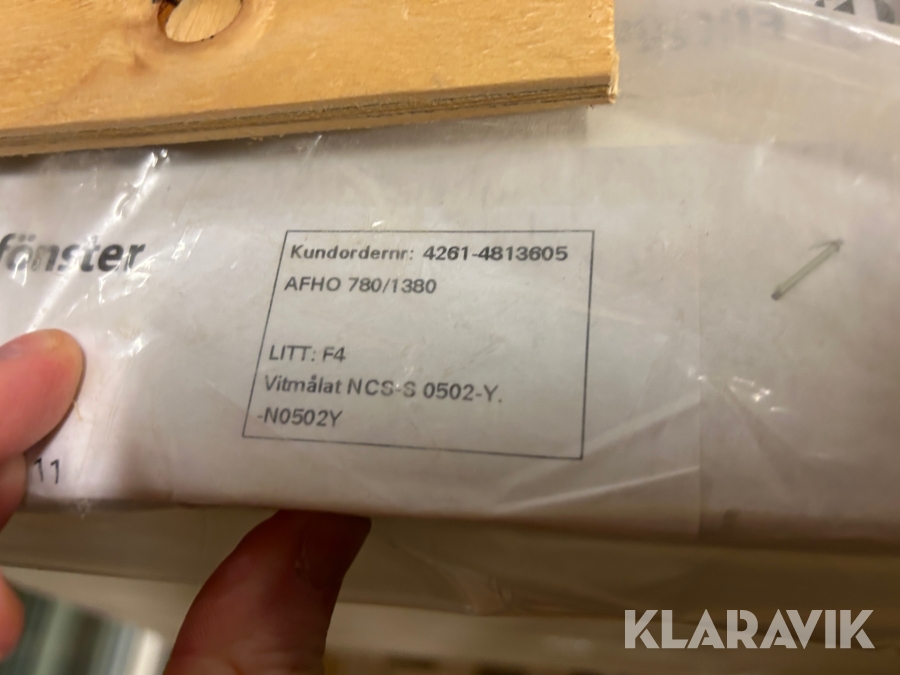 fönster
Kundordernr: 4261-4813605
AFHO 780/1380
LITT: F4
Vitmålat NCS-S 0502-Y.
-N0502Y
11
KLARAVIK